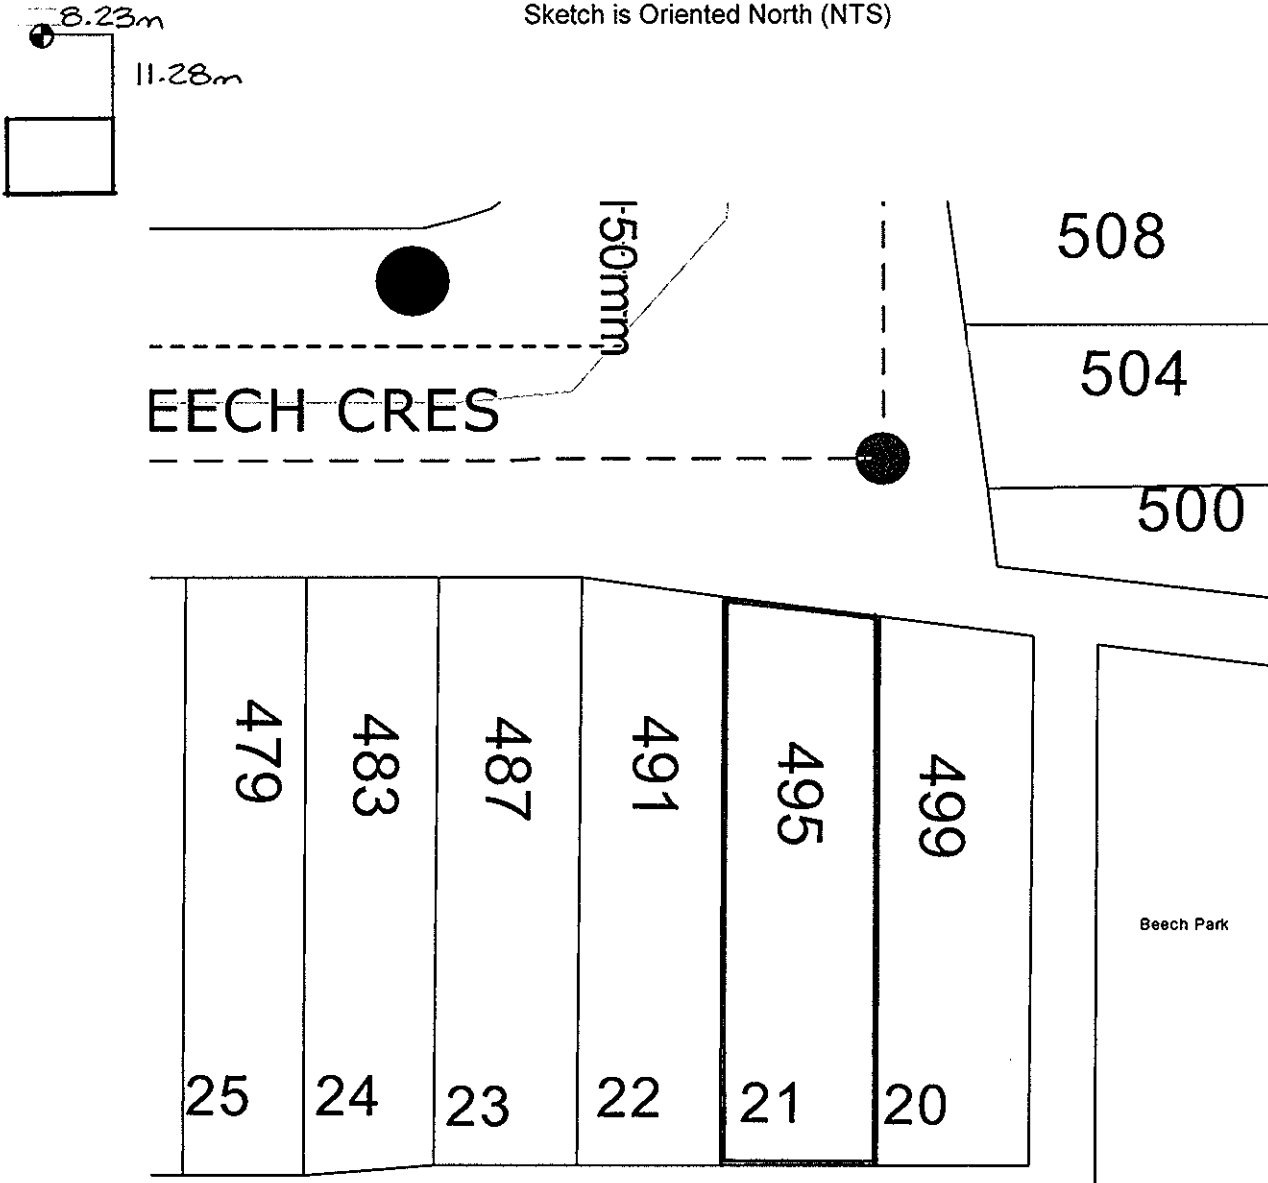 8.23m
Sketch is Oriented North (NTS)
11.28m
150mm
508
504
EECH CRES
500
479
483
487
491
495
499
Beech Park
25
24
23
22
21
20